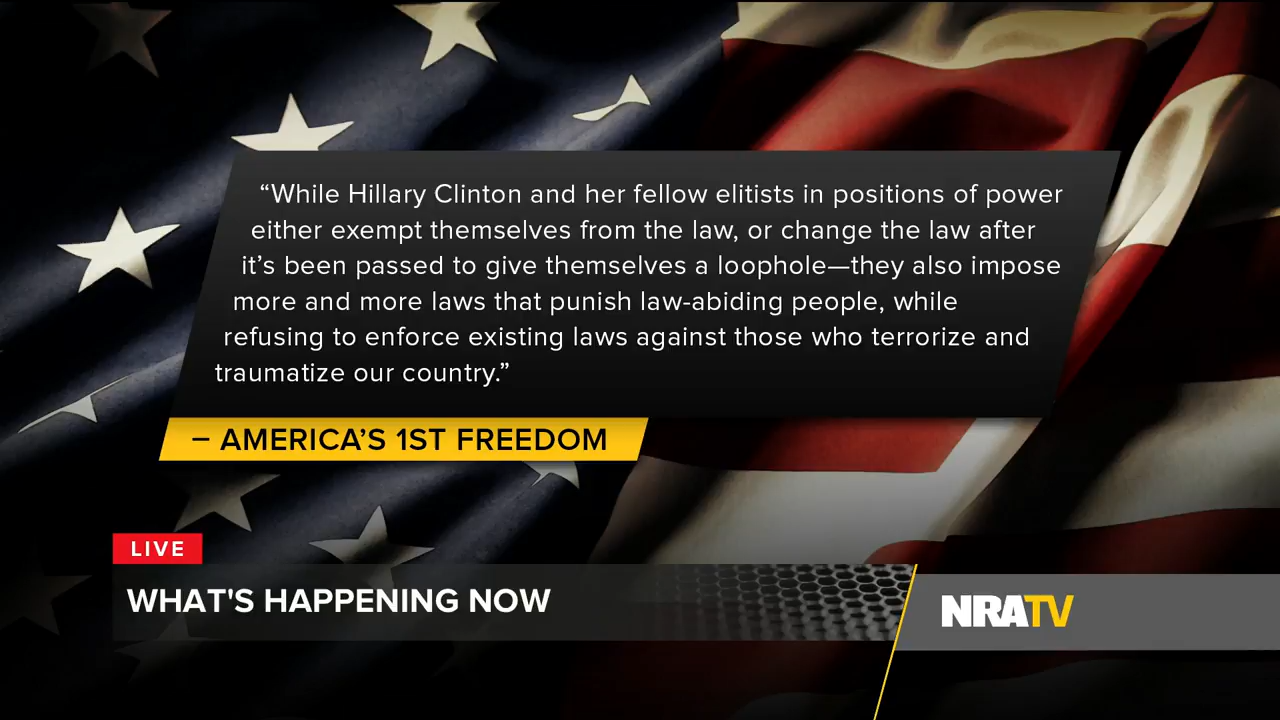 “While Hillary Clinton and her fellow elitists in positions of power
either exempt themselves from the law, or change the law after
it’s been passed to give themselves a loophole—they also impose
more and more laws that punish law-abiding people, while
refusing to enforce existing laws against those who terrorize and
traumatize our country.”
– AMERICA’S 1ST FREEDOM
LIVE
WHAT'S HAPPENING NOW
NRATV